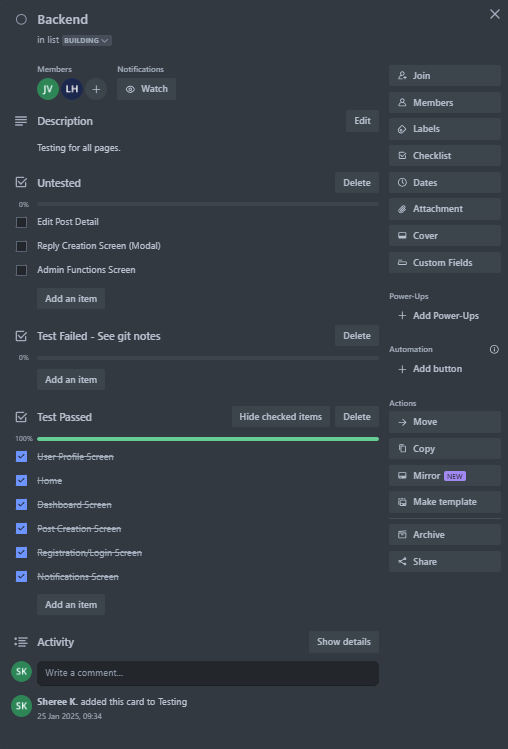 Backend
in list BUILDING
Members
Notifications
JV LH
Watch
Description
Edit
Testing for all pages.
Untested
Delete
0%
Edit Post Detail
Reply Creation Screen (Modal)
Admin Functions Screen
Add an item
Test Failed - See git notes
Delete
0%
Add an item
Test Passed
Hide checked items
Delete
100%
User Profile Screen
Home
Dashboard Screen
Post Creation Screen
Registration/Login Screen
Notifications Screen
Add an item
Activity
Show details
SK
Write a comment...
SK
Sheree K. added this card to Testing
25 Jan 2025, 09:34
Join
Members
Labels
Checklist
Dates
Attachment
Cover
Custom Fields
Power-Ups
Add Power-Ups
Automation
Add button
Actions
Move
Copy
Mirror NEW
Make template
Archive
Share